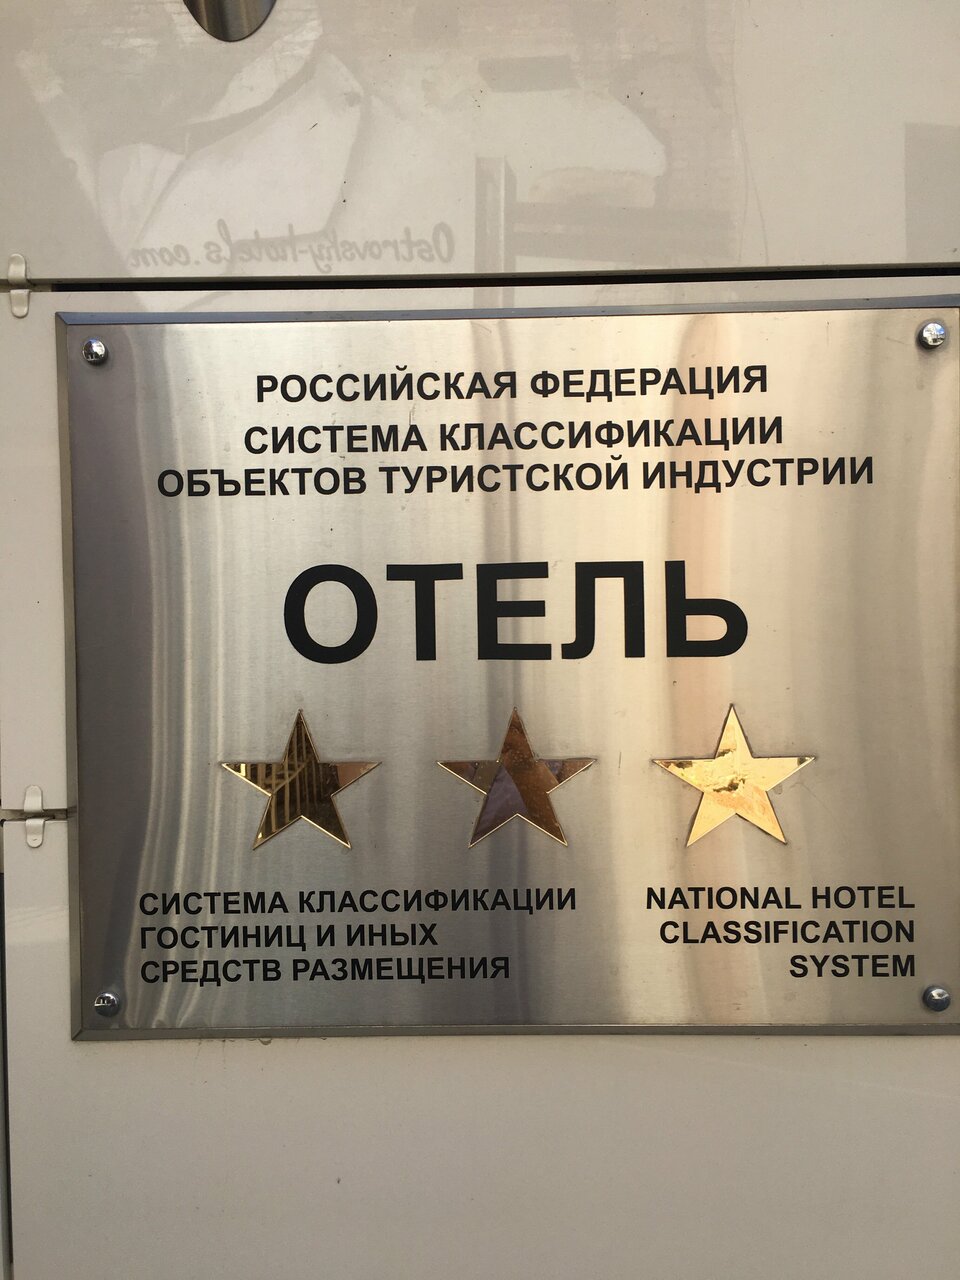 Ostrovsky-hotels.com
РОССИЙСКАЯ ФЕДЕРАЦИЯ
СИСТЕМА КЛАССИФИКАЦИИ
ОБЪЕКТОВ ТУРИСТСКОЙ ИНДУСТРИИ
ОТЕЛЬ
СИСТЕМА КЛАССИФИКАЦИИ
ГОСТИНИЦ И ИНЫХ
СРЕДСТВ РАЗМЕЩЕНИЯ
NATIONAL HOTEL
CLASSIFICATION
SYSTEM